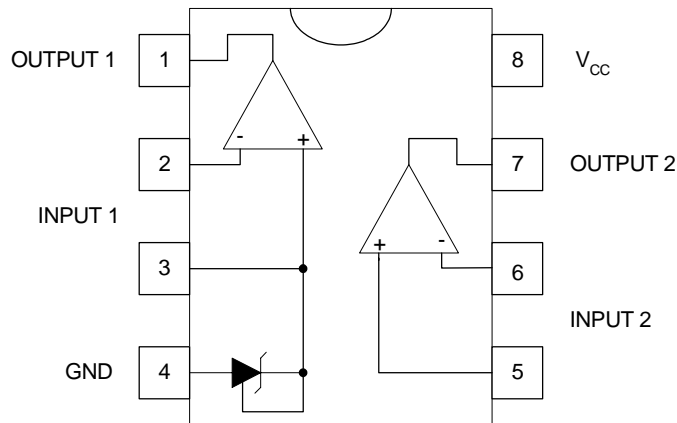 OUTPUT 1
1
8
VCC
-
+
2
7
OUTPUT 2
INPUT 1
+
-
3
6
INPUT 2
GND
4
5